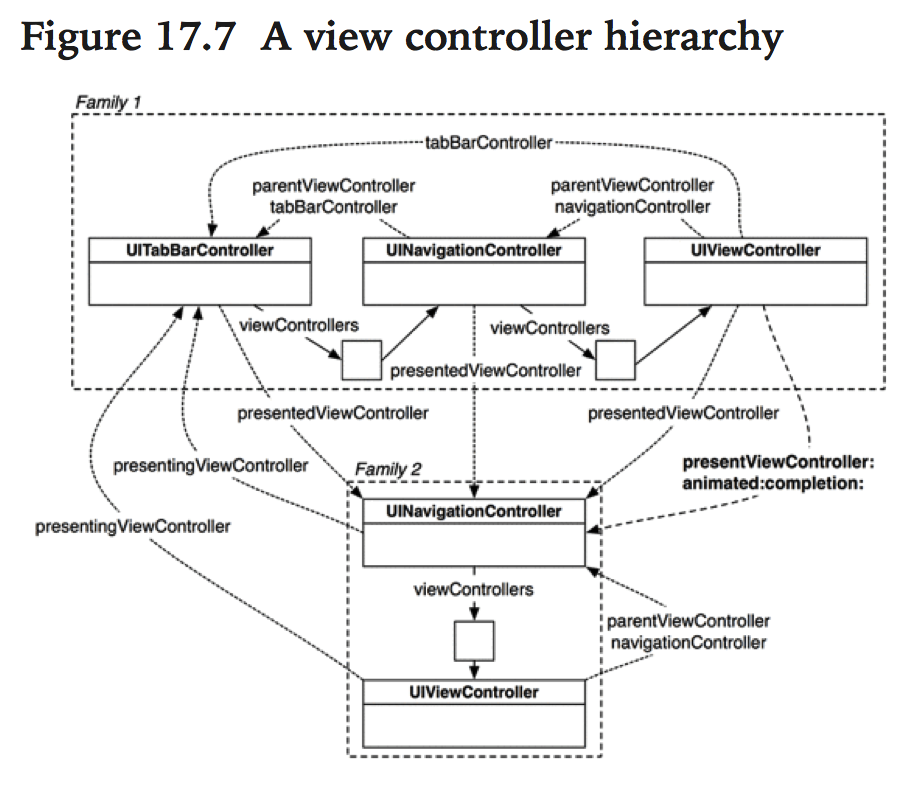 Figure 17.7 A view controller hierarchy
Family 1
tabBarController
parentViewController
tabBarController
parentViewController
navigationController
UITabBarController
UINavigationController
UIViewController
viewControllers
viewControllers
presentedViewController
presentedViewController
presentedViewController
presentingViewController
Family 2
presentViewController:
animated:completion:
UINavigationController
presentingViewController
viewControllers
parentViewController
navigationController
UIViewController